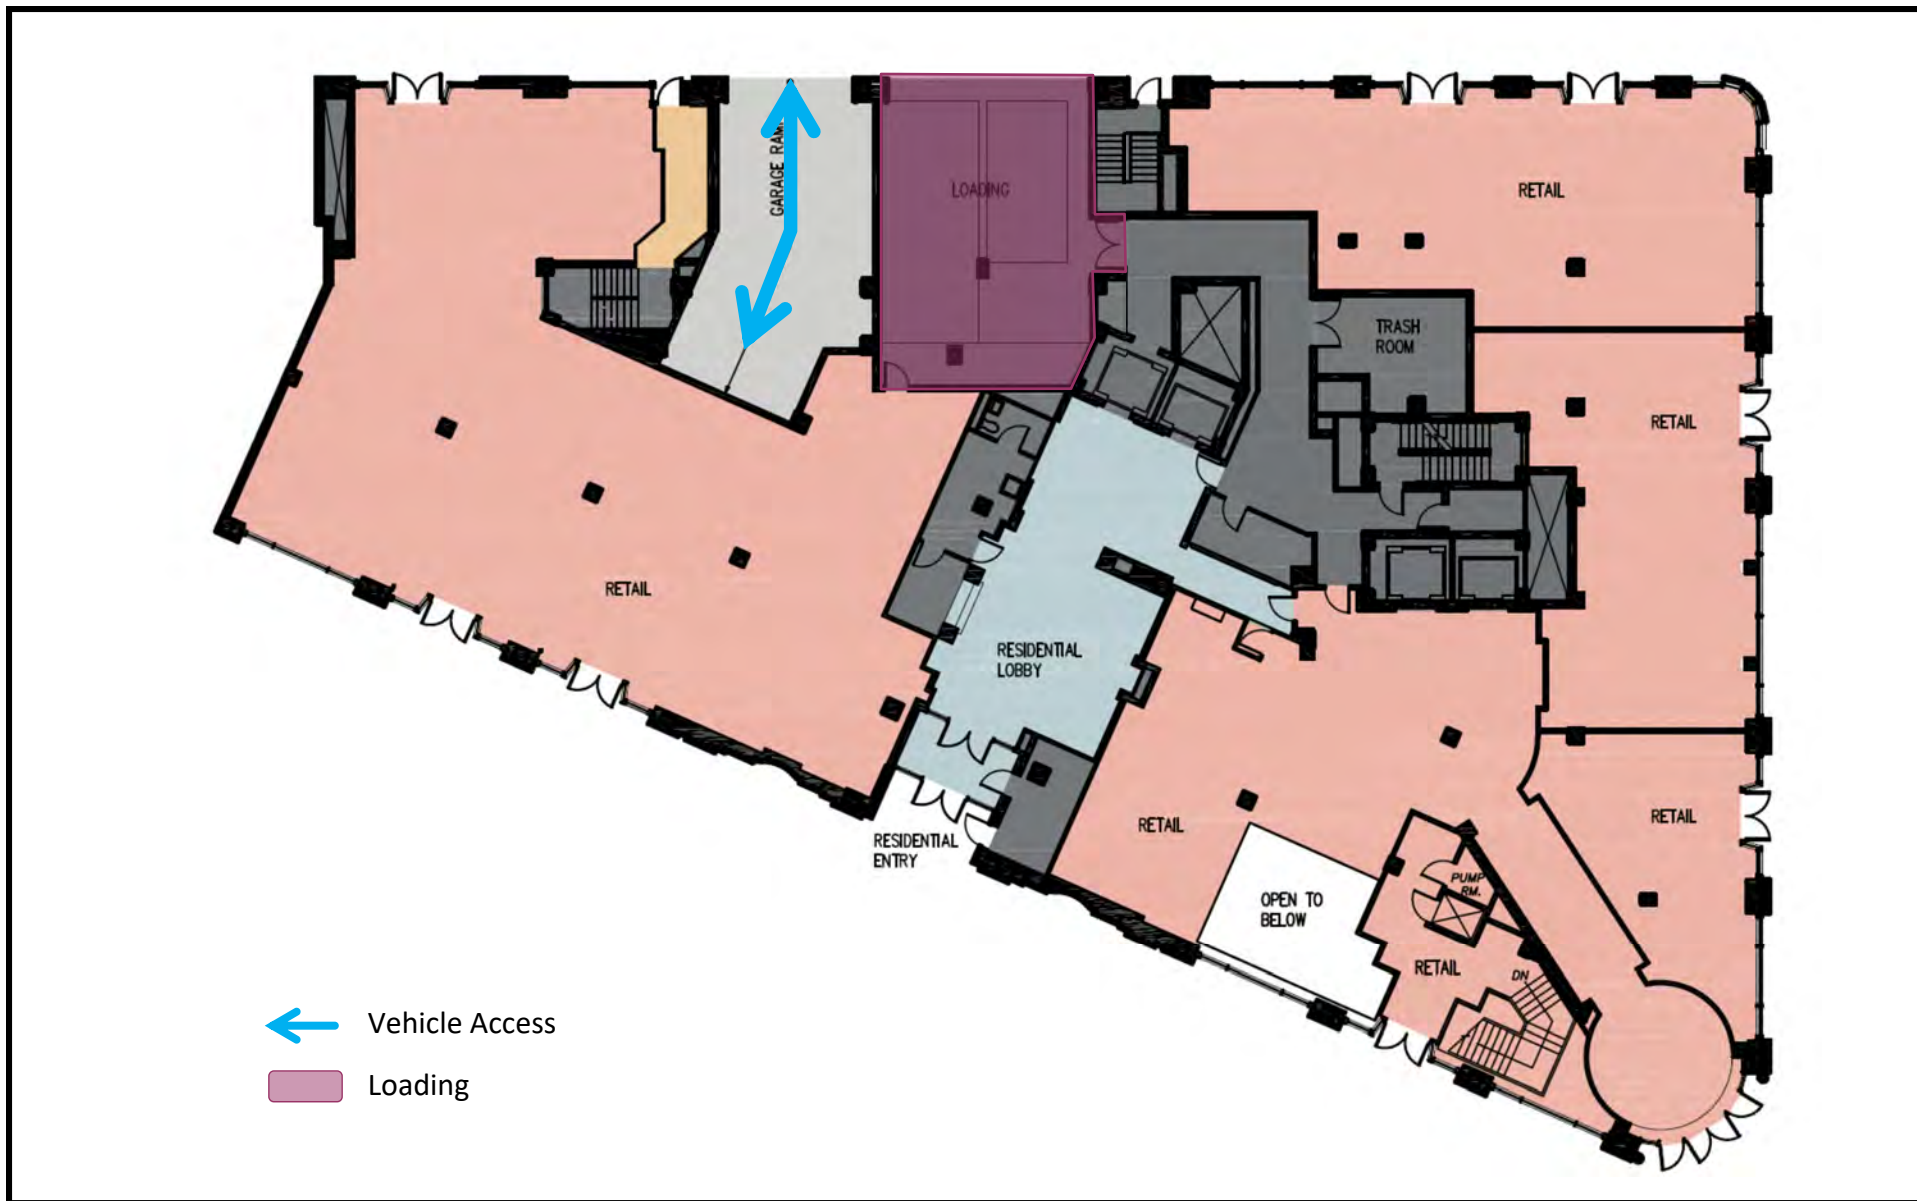 GARAGE RAMP
LOADING
RETAIL
TRASH
ROOM
RETAIL
RETAIL
RESIDENTIAL
LOBBY
RETAIL
RETAIL
RESIDENTIAL
ENTRY
PUMP
RM.
OPEN TO
BELOW
RETAIL
DN
Vehicle Access
Loading